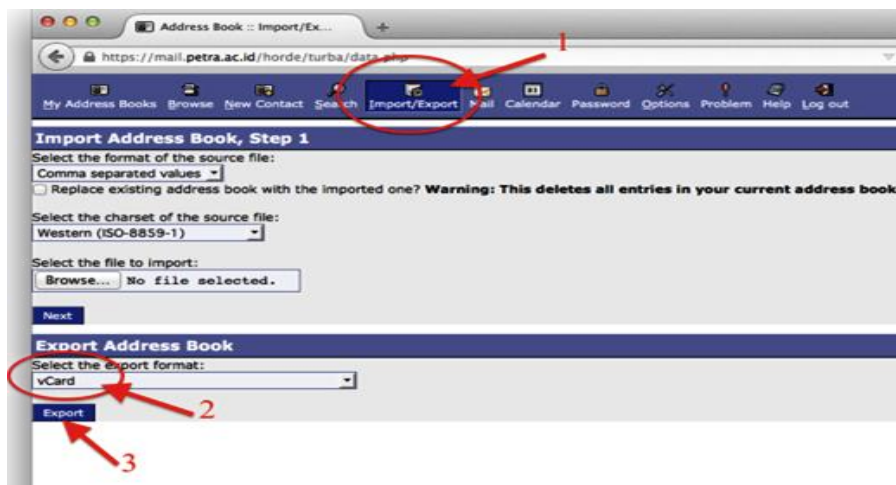 Address Book :: Import/Ex...
https://mail.petra.ac.id/horde/turba/data.php
1
My Address Books Browse New Contact Search Import/Export Mail Calendar Password Options Problem Help Log out
Import Address Book, Step 1
Select the format of the source file:
Comma separated values
Replace existing address book with the imported one? Warning: This deletes all entries in your current address book
Select the charset of the source file:
Western (ISO-8859-1)
Select the file to import:
Browse... No file selected.
Next
Export Address Book
Select the export format:
vCard
2
Export
3